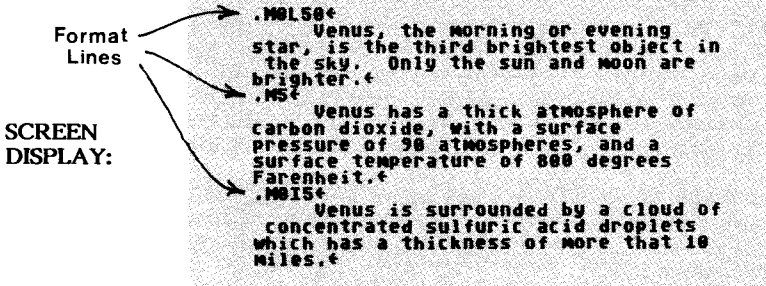 Format
Lines
SCREEN
DISPLAY:
.M0L50←
Venus, the morning or evening
star, is the third brightest object in
the sky. Only the sun and moon are
brighter.←
.M5←
Venus has a thick atmosphere of
carbon dioxide, with a surface
pressure of 90 atmospheres, and a
surface temperature of 800 degrees
Farenheit.←
.M0I5←
Venus is surrounded by a cloud of
concentrated sulfuric acid droplets
which has a thickness of more that 10
miles.←